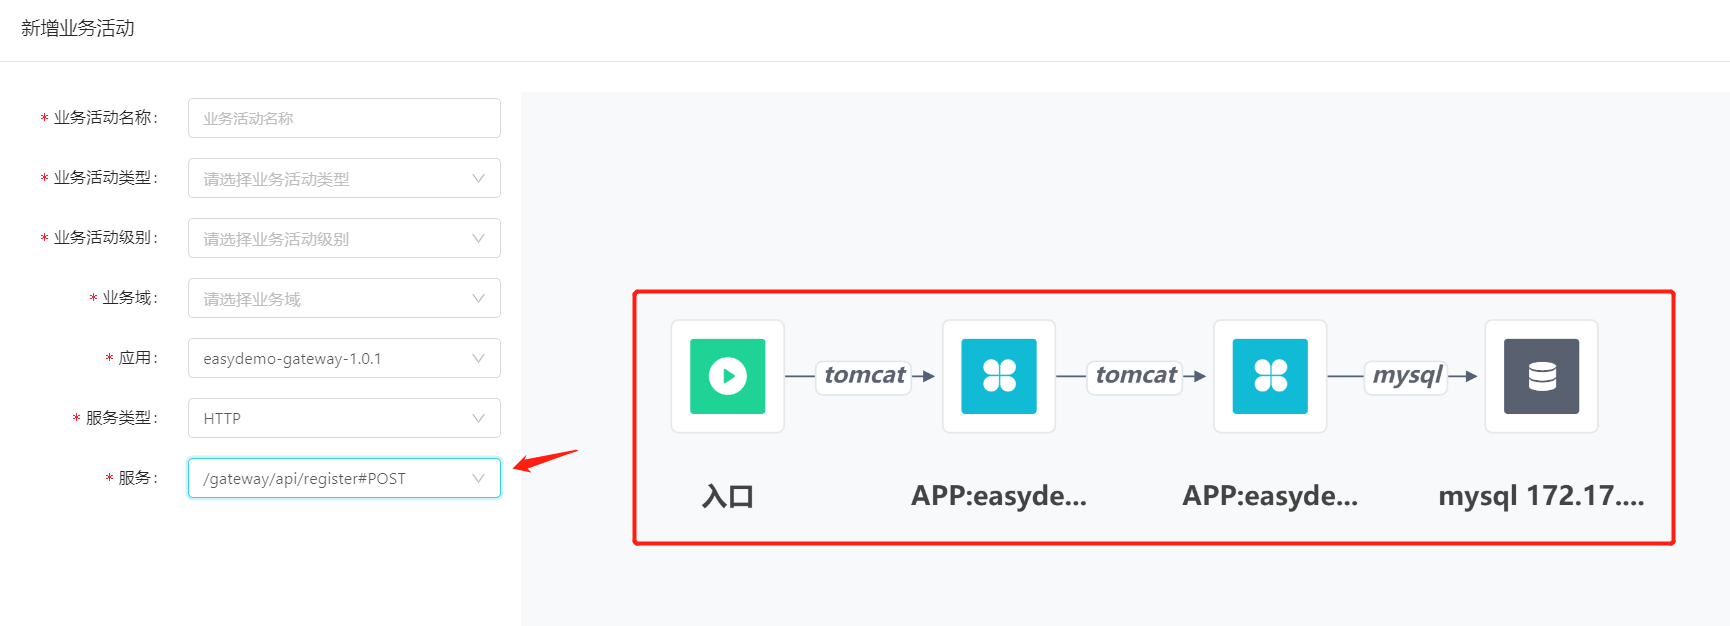 新增业务活动
* 业务活动名称: 业务活动名称
* 业务活动类型: 请选择业务活动类型
* 业务活动级别: 请选择业务活动级别
* 业务域: 请选择业务域
* 应用: easydemo-gateway-1.0.1
* 服务类型: HTTP
* 服务: /gateway/api/register#POST
tomcat tomcat mysql
入口 APP:easyde... APP:easyde... mysql 172.17....